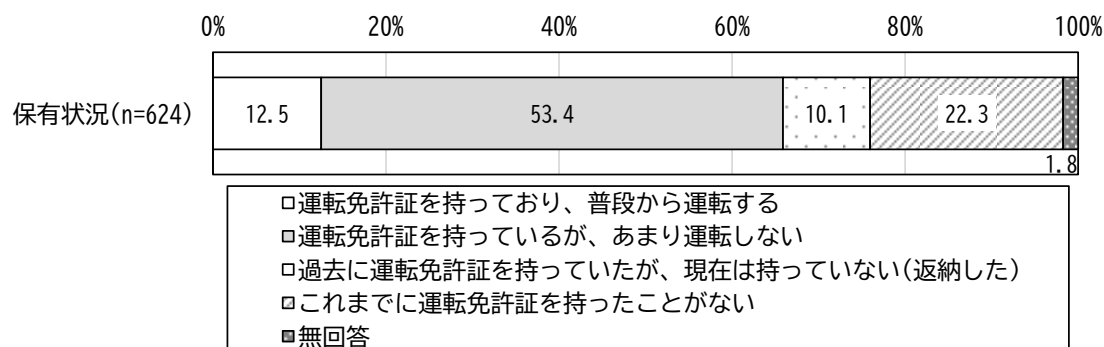 0% 20% 40% 60% 80% 100%
保有状況(n=624) 12.5 53.4 10.1 22.3
1.8
運転免許証を持っており、普段から運転する
運転免許証を持っているが、あまり運転しない
過去に運転免許証を持っていたが、現在は持っていない(返納した)
これまでに運転免許証を持ったことがない
無回答